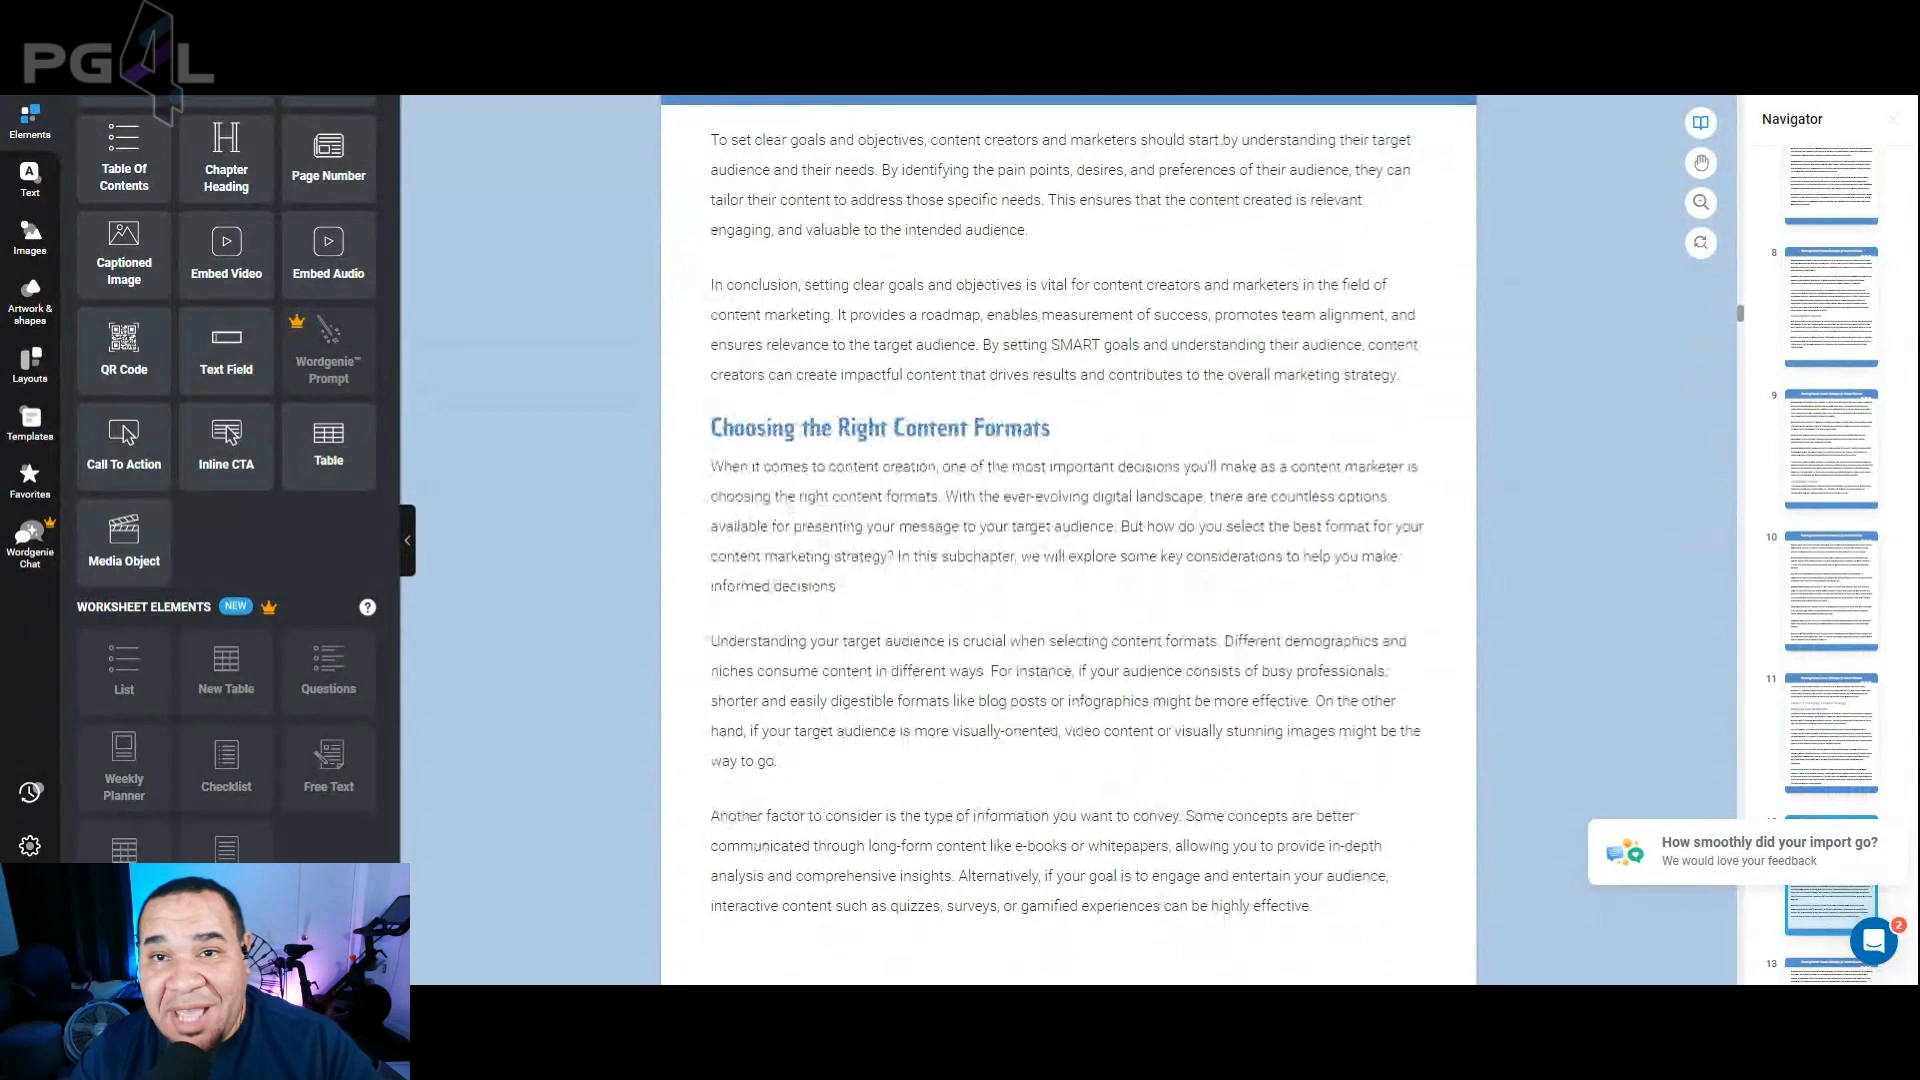 PG4L
Elements
Text
Images
Artwork &
shapes
Layouts
Templates
Favorites
Wordgenie
Chat
Table Of
Contents
Chapter
Heading
Page Number
Captioned
Image
Embed Video
Embed Audio
QR Code
Text Field
Wordgenie™
Prompt
Call To Action
Inline CTA
Table
Media Object
WORKSHEET ELEMENTS NEW ?
List
New Table
Questions
Weekly
Planner
Checklist
Free Text
To set clear goals and objectives, content creators and marketers should start by understanding their target
audience and their needs. By identifying the pain points, desires, and preferences of their audience, they can
tailor their content to address those specific needs. This ensures that the content created is relevant
engaging, and valuable to the intended audience.
In conclusion, setting clear goals and objectives is vital for content creators and marketers in the field of
content marketing. It provides a roadmap, enables measurement of success, promotes team alignment, and
ensures relevance to the target audience. By setting SMART goals and understanding their audience, content
creators can create impactful content that drives results and contributes to the overall marketing strategy.
Choosing the Right Content Formats
When it comes to content creation, one of the most important decisions you'll make as a content marketer is
choosing the right content formats. With the ever-evolving digital landscape, there are countless options
available for presenting your message to your target audience. But how do you select the best format for your
content marketing strategy? In this subchapter, we will explore some key considerations to help you make
informed decisions
Understanding your target audience is crucial when selecting content formats. Different demographics and
niches consume content in different ways. For instance, if your audience consists of busy professionals,
shorter and easily digestible formats like blog posts or infographics might be more effective. On the other
hand, if your target audience is more visually-oriented, video content or visually stunning images might be the
way to go.
Another factor to consider is the type of information you want to convey. Some concepts are better
communicated through long-form content like e-books or whitepapers, allowing you to provide in-depth
analysis and comprehensive insights. Alternatively, if your goal is to engage and entertain your audience,
interactive content such as quizzes, surveys, or gamified experiences can be highly effective.
Navigator
8
9
10
11
13
How smoothly did your import go?
We would love your feedback
2